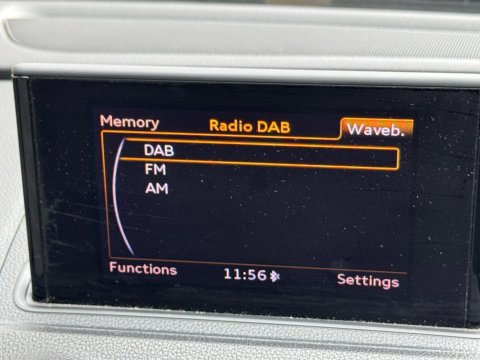 Memory Radio DAB Waveb.
DAB
FM
AM
Functions 11:56 Settings